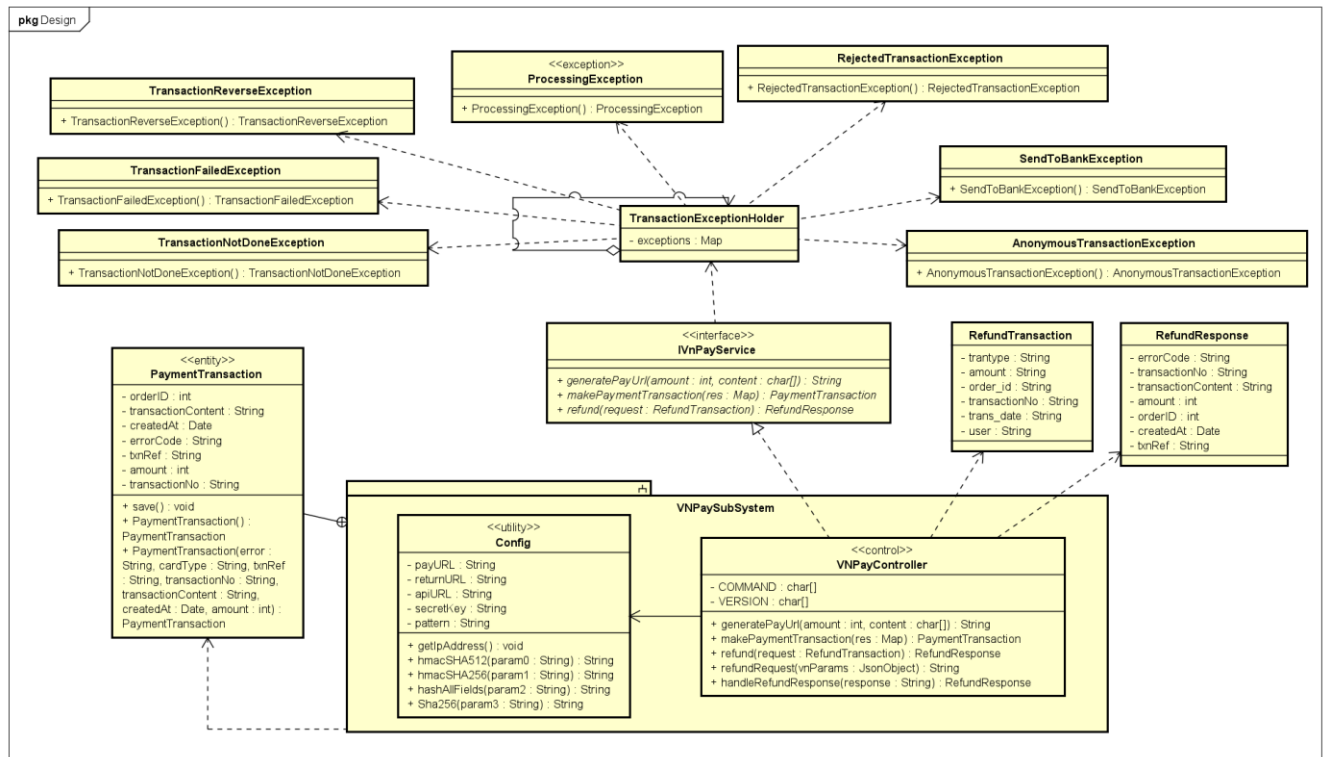 pkg Design
<<exception>>
ProcessingException
+ ProcessingException() : ProcessingException
RejectedTransactionException
+ RejectedTransactionException() : RejectedTransactionException
TransactionReverseException
+ TransactionReverseException() : TransactionReverseException
TransactionFailedException
+ TransactionFailedException() : TransactionFailedException
SendToBankException
+ SendToBankException() : SendToBankException
TransactionExceptionHolder
- exceptions : Map
TransactionNotDoneException
+ TransactionNotDoneException() : TransactionNotDoneException
AnonymousTransactionException
+ AnonymousTransactionException() : AnonymousTransactionException
<<interface>>
IVnPayService
+ generatePayUrl(amount : int, content : char[]) : String
+ makePaymentTransaction(res : Map) : PaymentTransaction
+ refund(request : RefundTransaction) : RefundResponse
RefundTransaction
- trantype : String
- amount : String
- order_id : String
- transactionNo : String
- trans_date : String
- user : String
RefundResponse
- errorCode : String
- transactionNo : String
- transactionContent : String
- amount : int
- orderID : int
- createdAt : Date
- txnRef : String
<<entity>>
PaymentTransaction
- orderID : int
- transactionContent : String
- createdAt : Date
- errorCode : String
- txnRef : String
- amount : int
- transactionNo : String
+ save() : void
+ PaymentTransaction() :
PaymentTransaction
+ PaymentTransaction(error :
String, cardType : String, txnRef
: String, transactionNo : String,
transactionContent : String,
createdAt : Date, amount : int) :
PaymentTransaction
VNPaySubSystem
<<utility>>
Config
- payURL : String
- returnURL : String
- apiURL : String
- secretKey : String
- pattern : String
+ getIpAddress() : void
+ hmacSHA512(param0 : String) : String
+ hmacSHA256(param1 : String) : String
+ hashAllFields(param2 : String) : String
+ Sha256(param3 : String) : String
<<control>>
VNPayController
- COMMAND : char[]
- VERSION : char[]
+ generatePayUrl(amount : int, content : char[]) : String
+ makePaymentTransaction(res : Map) : PaymentTransaction
+ refund(request : RefundTransaction) : RefundResponse
+ refundRequest(vnParams : JsonObject) : String
+ handleRefundResponse(response : String) : RefundResponse